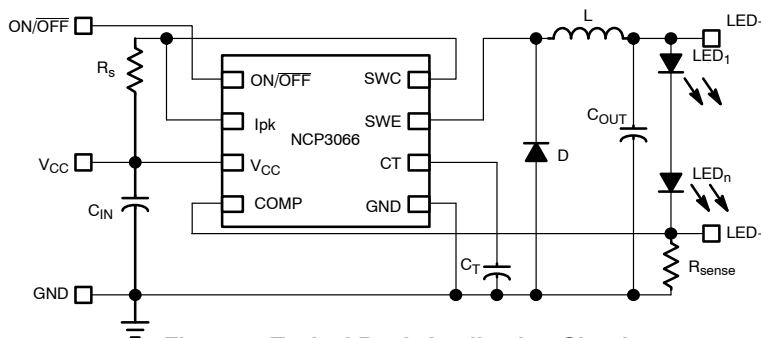 ON/OFF
L
LED
LED1
Rs
ON/OFF
SWC
Ipk
NCP3066
SWE
COUT
VCC
VCC
CT
D
LEDn
CIN
COMP
GND
LED-
CT
Rsense
GND